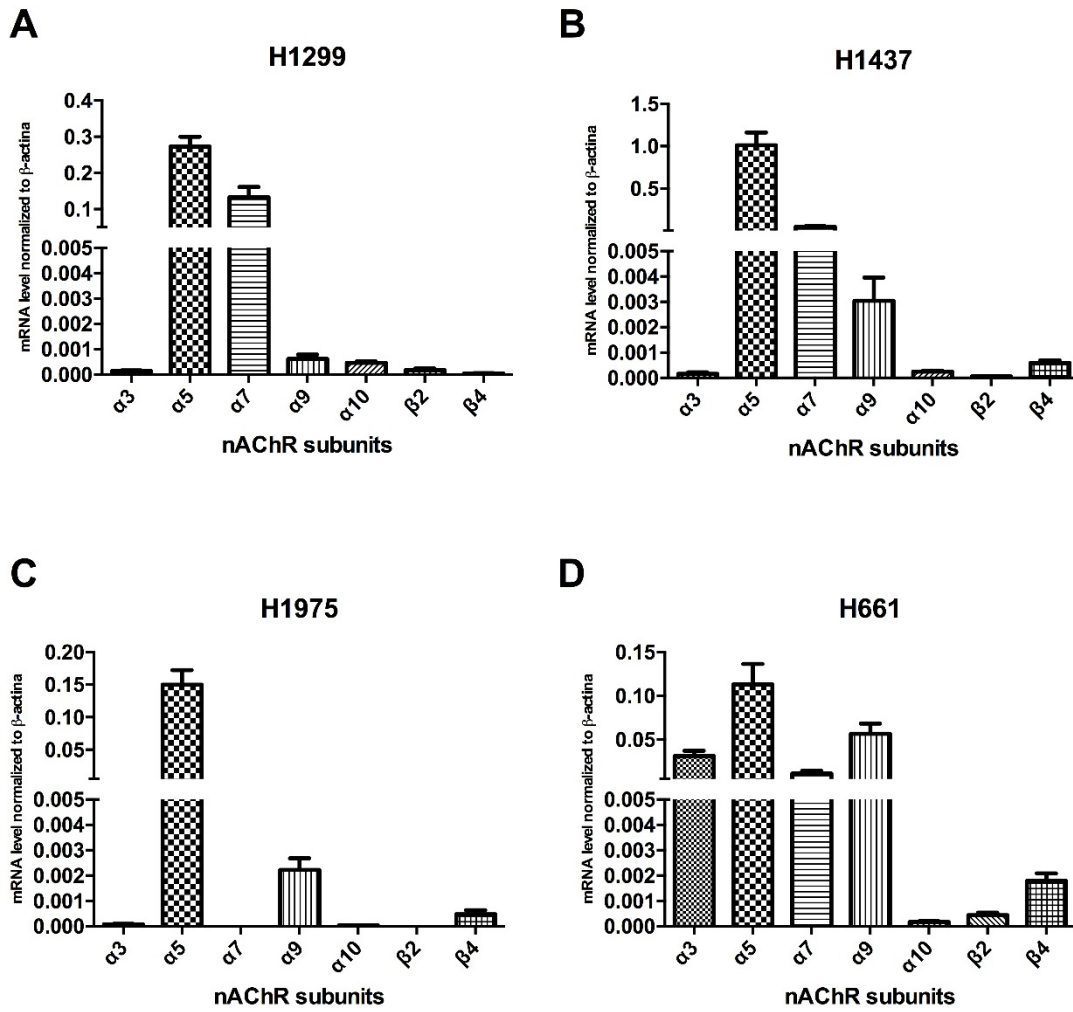 A
H1299
mRNA level normalized to β-actina
0.4
0.3
0.2
0.1
0.005
0.004
0.003
0.002
0.001
0.000
α3 α5 α7 α9 α10 β2 β4
nAChR subunits
B
H1437
mRNA level normalized to β-actina
1.5
1.0
0.5
0.005
0.004
0.003
0.002
0.001
0.000
α3 α5 α7 α9 α10 β2 β4
nAChR subunits
C
H1975
mRNA level normalized to β-actina
0.20
0.15
0.10
0.05
0.005
0.004
0.003
0.002
0.001
0.000
α3 α5 α7 α9 α10 β2 β4
nAChR subunits
D
H661
mRNA level normalized to β-actina
0.15
0.10
0.05
0.005
0.004
0.003
0.002
0.001
0.000
α3 α5 α7 α9 α10 β2 β4
nAChR subunits